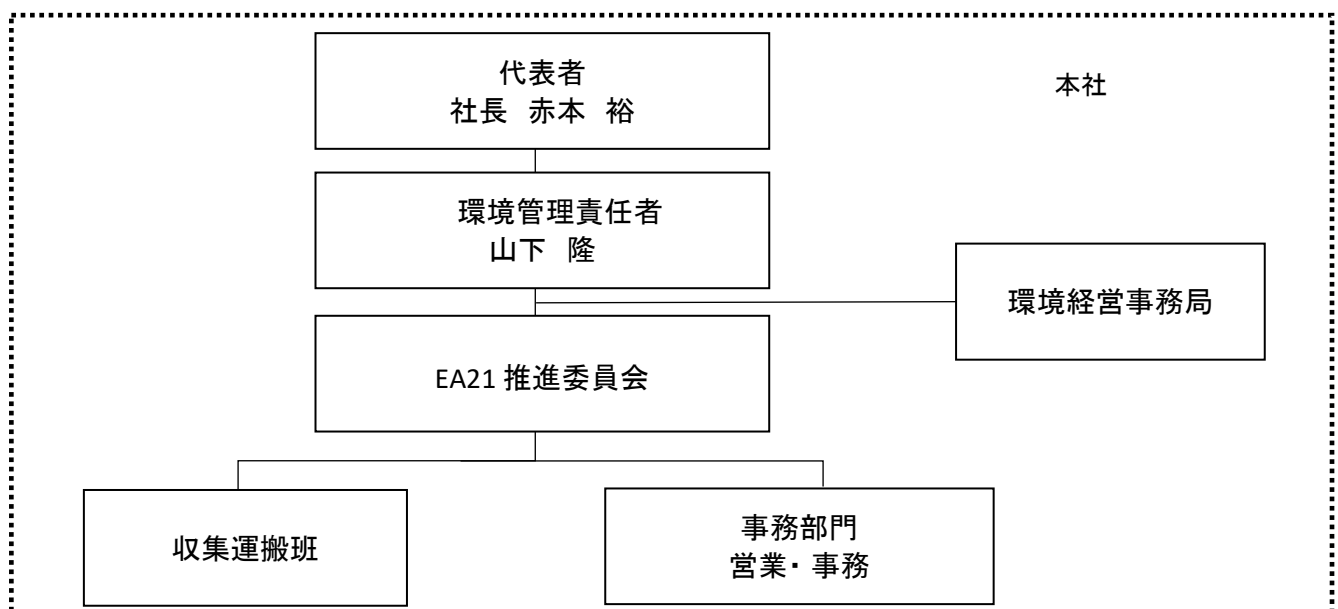 代表者
社長 赤本 裕
本社
環境管理責任者
山下 隆
環境経営事務局
EA21 推進委員会
収集運搬班
事務部門
営業・事務